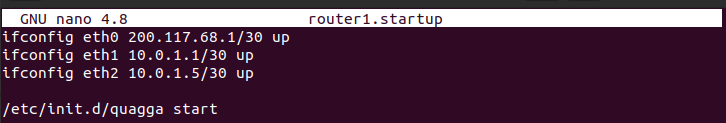 GNU nano 4.8 router1.startup
ifconfig eth0 200.117.68.1/30 up
ifconfig eth1 10.0.1.1/30 up
ifconfig eth2 10.0.1.5/30 up
/etc/init.d/quagga start